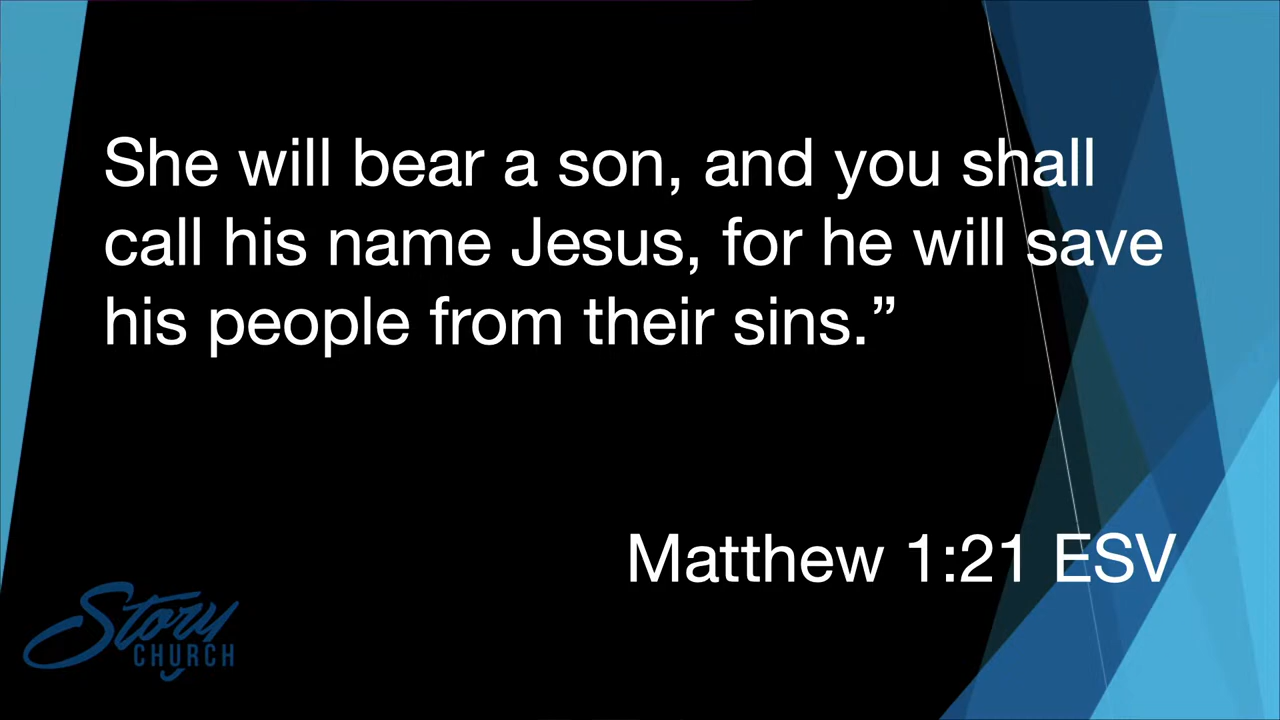 She will bear a son, and you shall
call his name Jesus, for he will save
his people from their sins.”
Matthew 1:21 ESV
Story
CHURCH